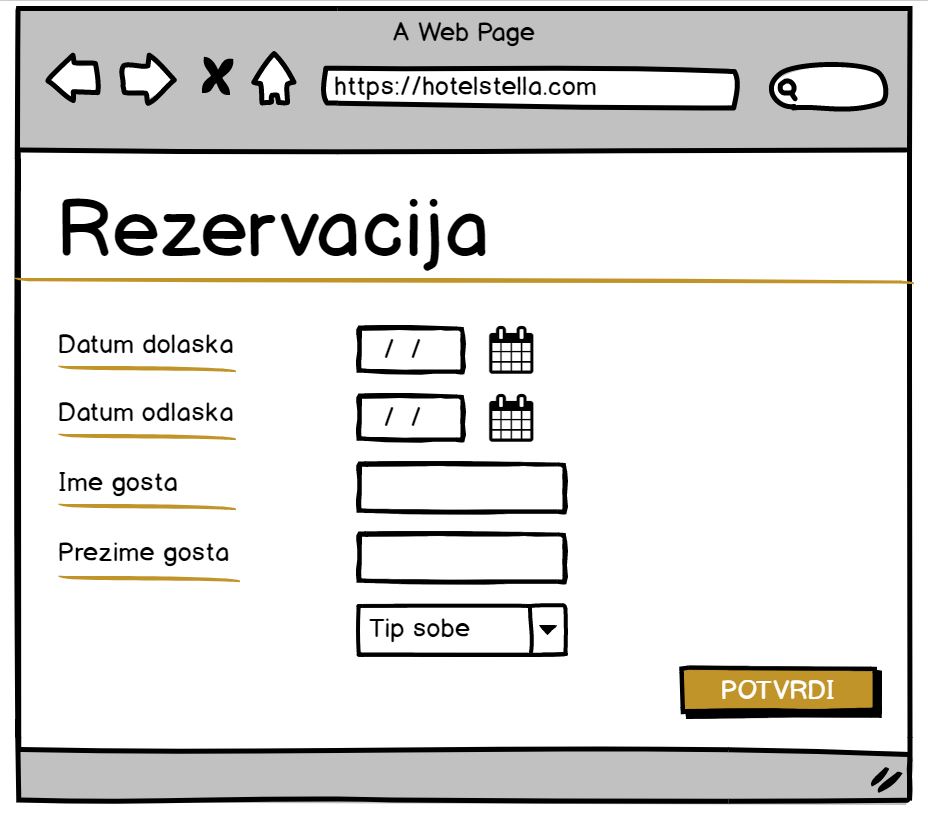 A Web Page
https://hotelstella.com
Rezervacija
Datum dolaska / /
Datum odlaska / /
Ime gosta
Prezime gosta
Tip sobe
POTVRDI